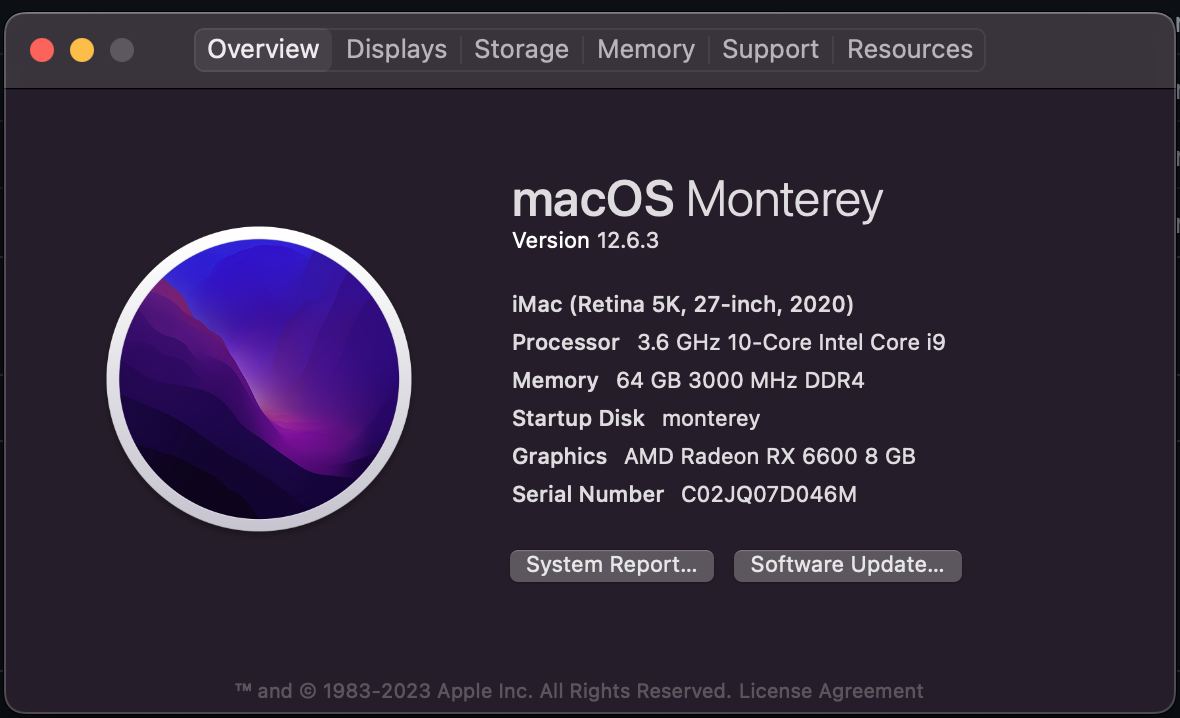 Overview Displays Storage Memory Support Resources
macOS Monterey
Version 12.6.3
iMac (Retina 5K, 27-inch, 2020)
Processor 3.6 GHz 10-Core Intel Core i9
Memory 64 GB 3000 MHz DDR4
Startup Disk monterey
Graphics AMD Radeon RX 6600 8 GB
Serial Number C02JQ07D046M
System Report... Software Update...
™ and © 1983-2023 Apple Inc. All Rights Reserved. License Agreement